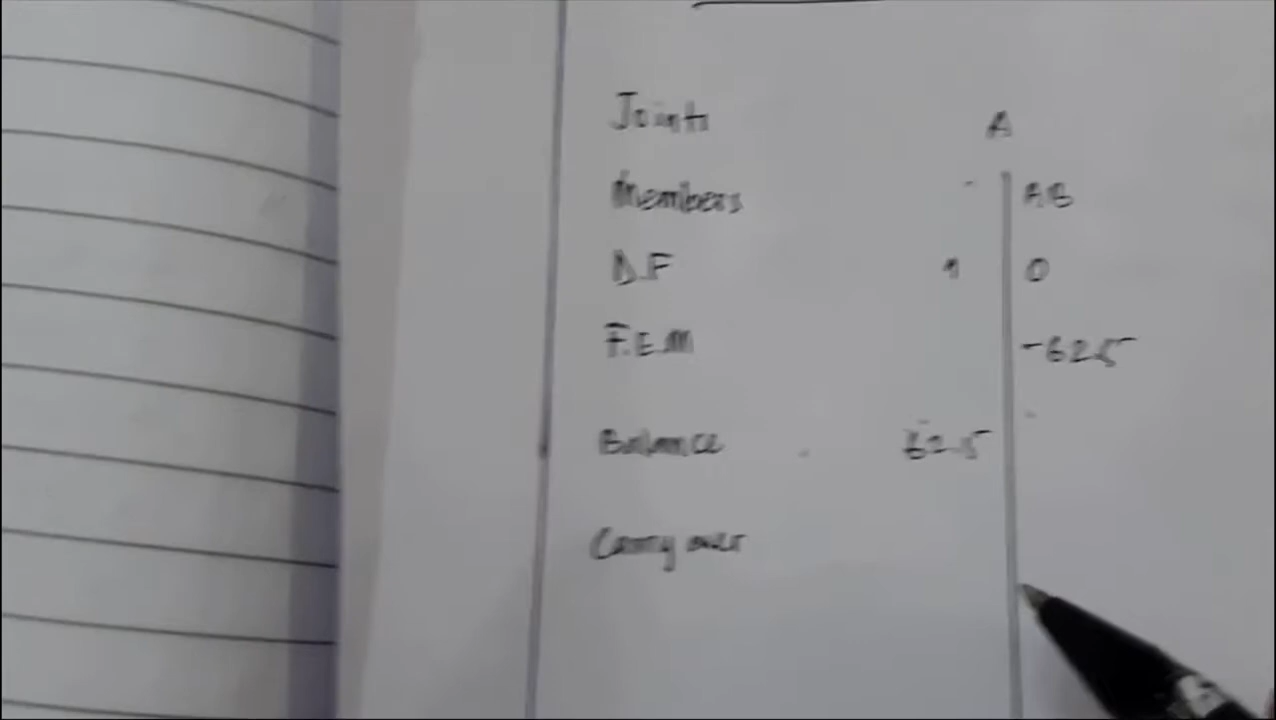 Joints A
Members - AB
D.F 1 0
F.E.M -62.5
Balance 62.5
Carry over